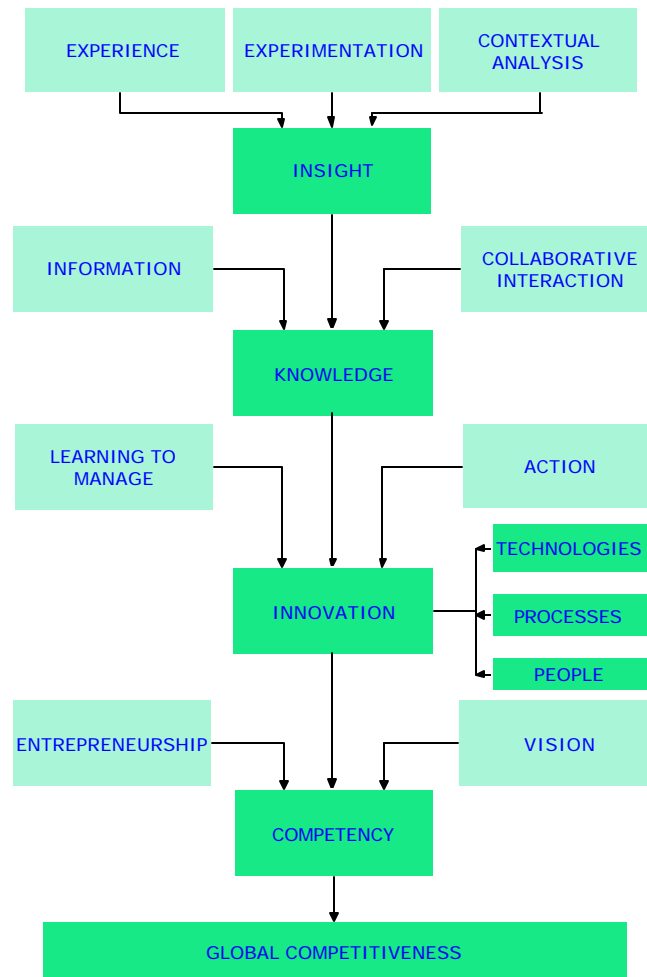 EXPERIENCE
EXPERIMENTATION
CONTEXTUAL
ANALYSIS
INSIGHT
INFORMATION
COLLABORATIVE
INTERACTION
KNOWLEDGE
LEARNING TO
MANAGE
ACTION
TECHNOLOGIES
INNOVATION
PROCESSES
PEOPLE
ENTREPRENEURSHIP
VISION
COMPETENCY
GLOBAL COMPETITIVENESS